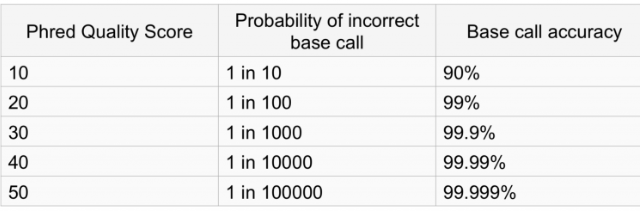 Phred Quality Score
Probability of incorrect
base call
Base call accuracy
10
1 in 10
90%
20
1 in 100
99%
30
1 in 1000
99.9%
40
1 in 10000
99.99%
50
1 in 100000
99.999%